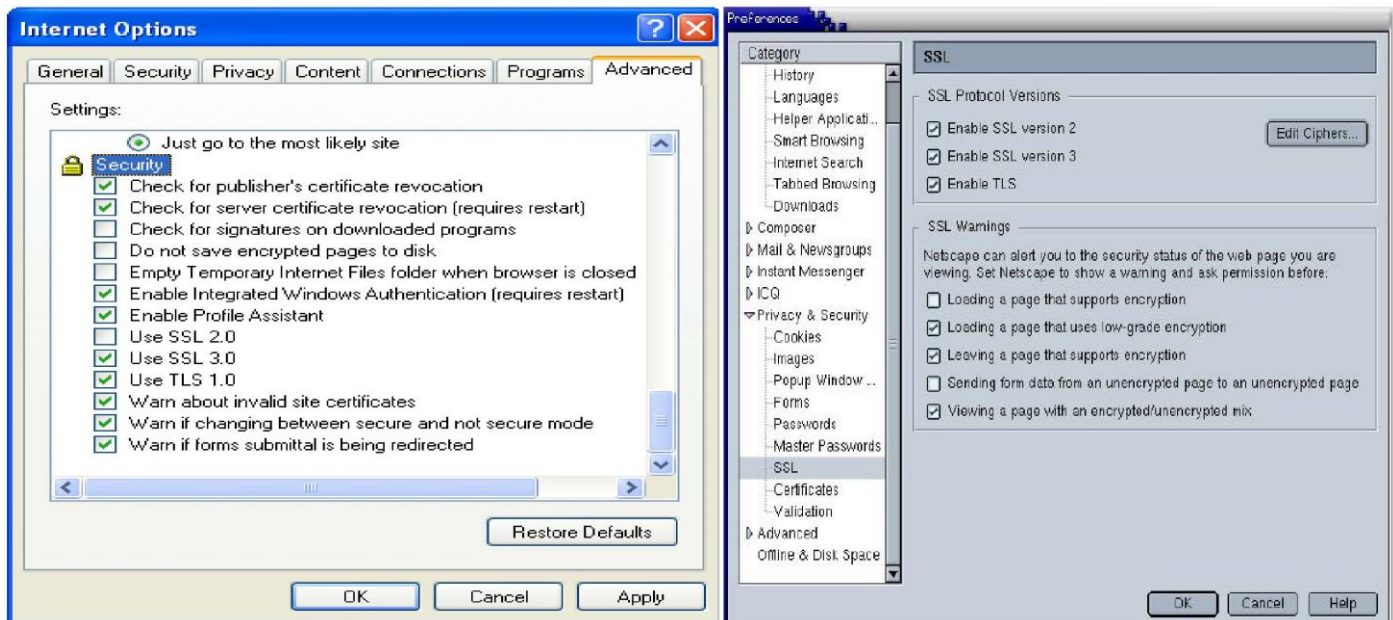 Internet Options
General Security Privacy Content Connections Programs Advanced
Settings:
Just go to the most likely site
Security
Check for publisher's certificate revocation
Check for server certificate revocation (requires restart)
Check for signatures on downloaded programs
Do not save encrypted pages to disk
Empty Temporary Internet Files folder when browser is closed
Enable Integrated Windows Authentication (requires restart)
Enable Profile Assistant
Use SSL 2.0
Use SSL 3.0
Use TLS 1.0
Warn about invalid site certificates
Warn if changing between secure and not secure mode
Warn if forms submittal is being redirected
Restore Defaults
OK Cancel Apply
Preferences
Category
History
Languages
Helper Applicati...
Smart Browsing
Internet Search
Tabbed Browsing
Downloads
Composer
Mail & Newsgroups
Instant Messenger
ICQ
Privacy & Security
Cookies
Images
Popup Window ...
Forms
Passwords
Master Passwords
SSL
Certificates
Validation
Advanced
Offline & Disk Space
SSL
SSL Protocol Versions
Enable SSL version 2
Edit Ciphers...
Enable SSL version 3
Enable TLS
SSL Warnings
Netscape can alert you to the security status of the web page you are
viewing. Set Netscape to show a warning and ask permission before:
Loading a page that supports encryption
Loading a page that uses low-grade encryption
Leaving a page that supports encryption
Sending form data from an unencrypted page to an unencrypted page
Viewing a page with an encrypted/unencrypted mix
OK Cancel Help